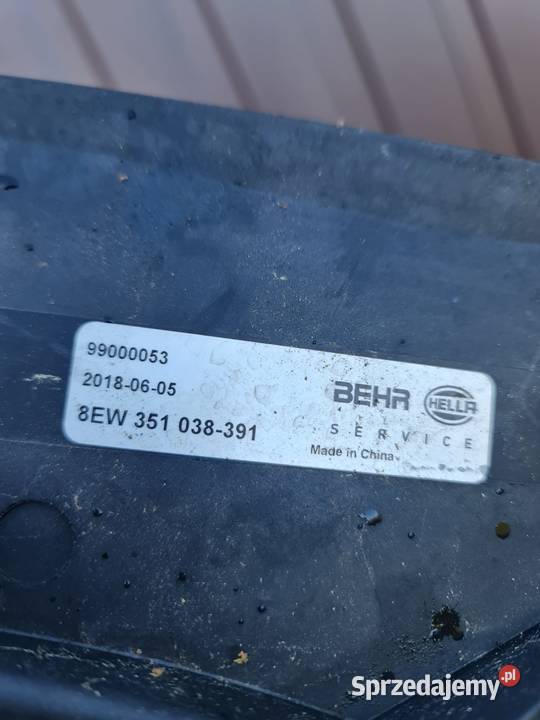 99000053
2018-06-05
8EW 351 038-391
BEHR HELLA
SERVICE
Made in China
Sprzedajemy.pl